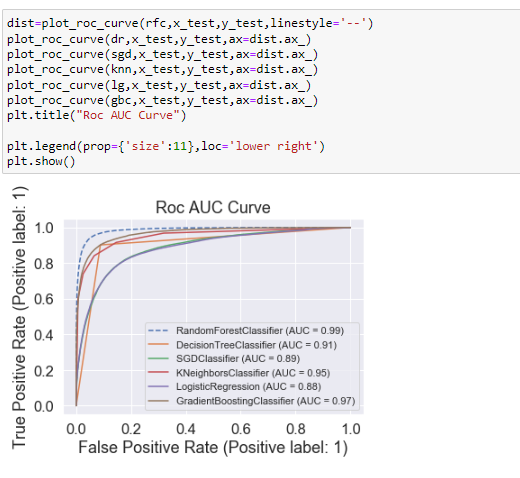 dist=plot_roc_curve(rfc,x_test,y_test,linestyle='--')
plot_roc_curve(dr,x_test,y_test,ax=dist.ax_)
plot_roc_curve(sgd,x_test,y_test,ax=dist.ax_)
plot_roc_curve(knn,x_test,y_test,ax=dist.ax_)
plot_roc_curve(lg,x_test,y_test,ax=dist.ax_)
plot_roc_curve(gbc,x_test,y_test,ax=dist.ax_)
plt.title("Roc AUC Curve")
plt.legend(prop={'size':11},loc='lower right')
plt.show()
Roc AUC Curve
True Positive Rate (Positive label: 1)
1.0
0.8
0.6
0.4
0.2
0.0
RandomForestClassifier (AUC = 0.99)
DecisionTreeClassifier (AUC = 0.91)
SGDClassifier (AUC = 0.89)
KNeighborsClassifier (AUC = 0.95)
LogisticRegression (AUC = 0.88)
GradientBoostingClassifier (AUC = 0.97)
0.0 0.2 0.4 0.6 0.8 1.0
False Positive Rate (Positive label: 1)